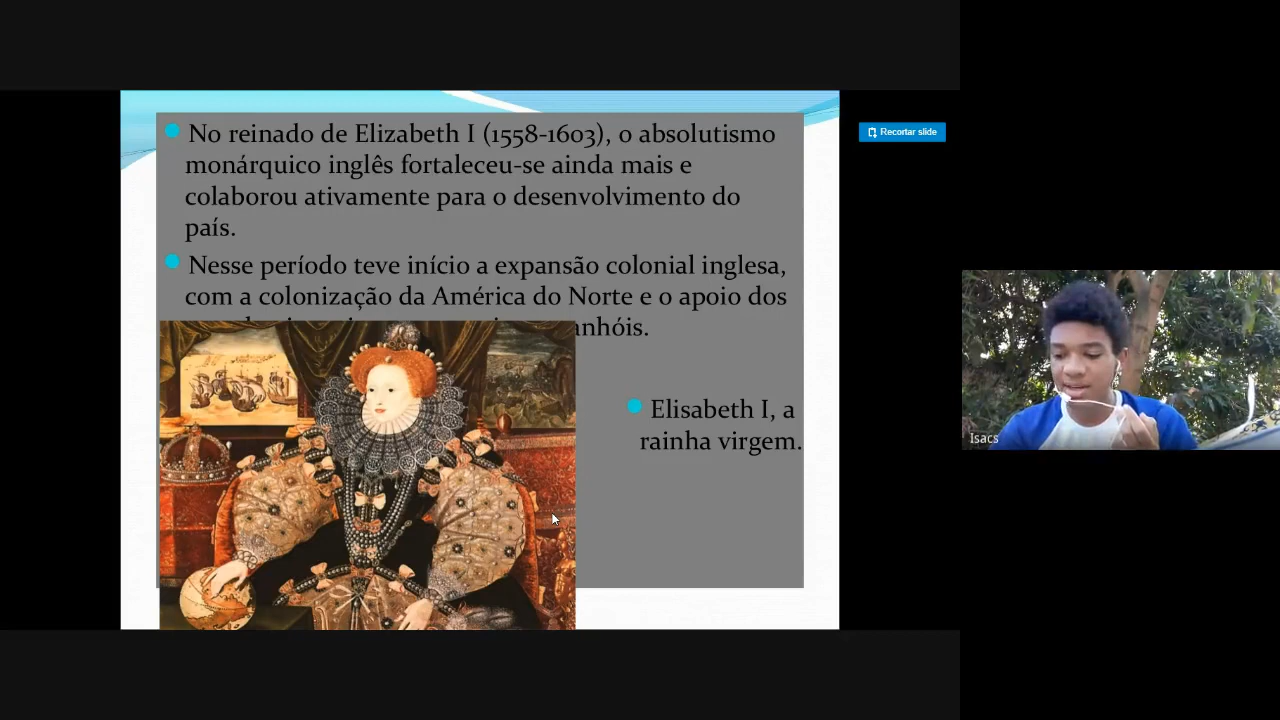 No reinado de Elizabeth I (1558-1603), o absolutismo
monárquico inglês fortaleceu-se ainda mais e
colaborou ativamente para o desenvolvimento do
país.
Nesse período teve início a expansão colonial inglesa,
com a colonização da América do Norte e o apoio dos
Elisabeth I, a
rainha virgem.
Recortar slide
Isacs